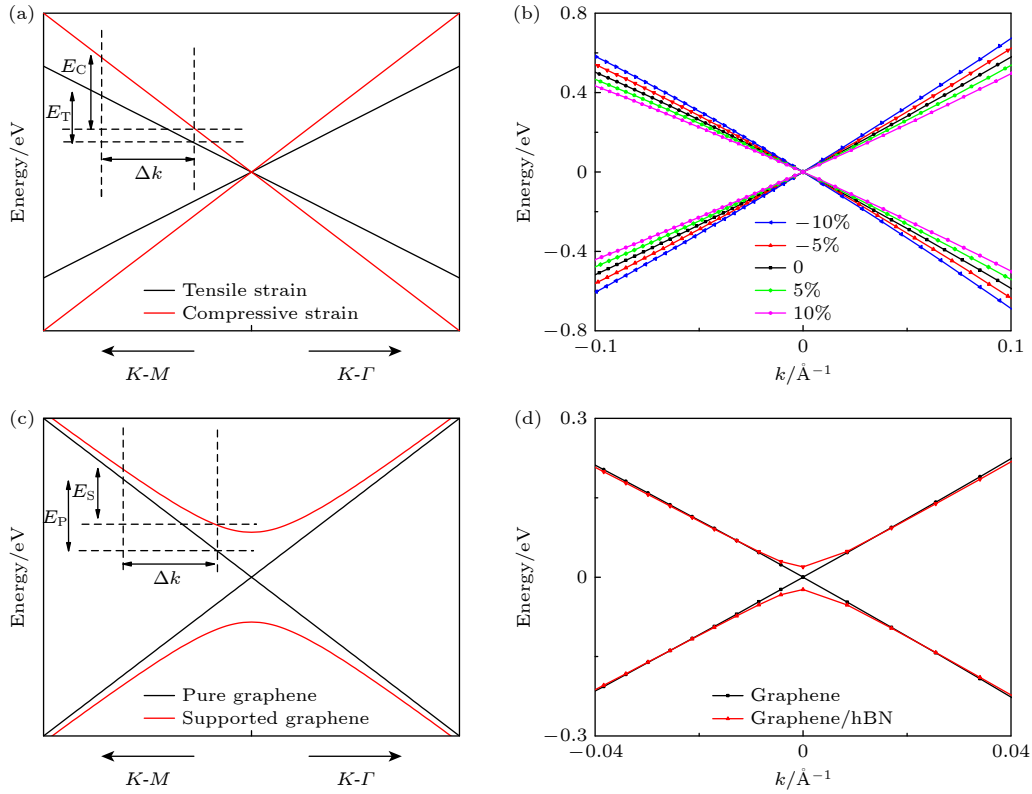 (a)
Energy/eV
E_C
E_T
Δk
Tensile strain
Compressive strain
K-M
K-Γ
(b)
Energy/eV
0.8
0.4
0
−0.4
−0.8
−10%
−5%
0
5%
10%
−0.1
0
0.1
k/Å⁻¹
(c)
Energy/eV
E_S
E_P
Δk
Pure graphene
Supported graphene
K-M
K-Γ
(d)
Energy/eV
0.3
0
−0.3
Graphene
Graphene/hBN
−0.04
0
0.04
k/Å⁻¹